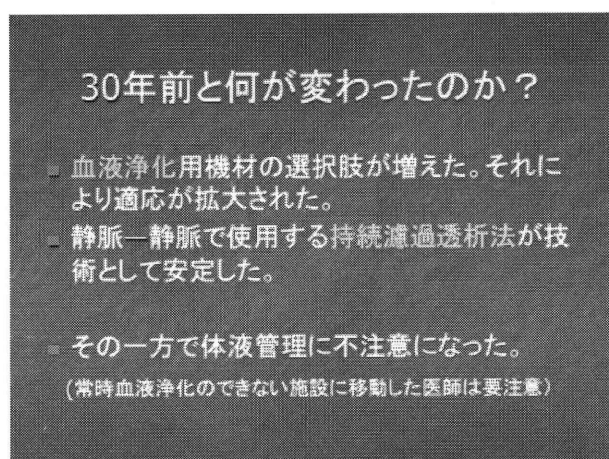 30年前と何が変わったのか？
血液浄化用機材の選択肢が増えた。それに
より適応が拡大された。
静脈―静脈で使用する持続濾過透析法が技
術として安定した。
その一方で体液管理に不注意になった。
(常時血液浄化のできない施設に移動した医師は要注意)